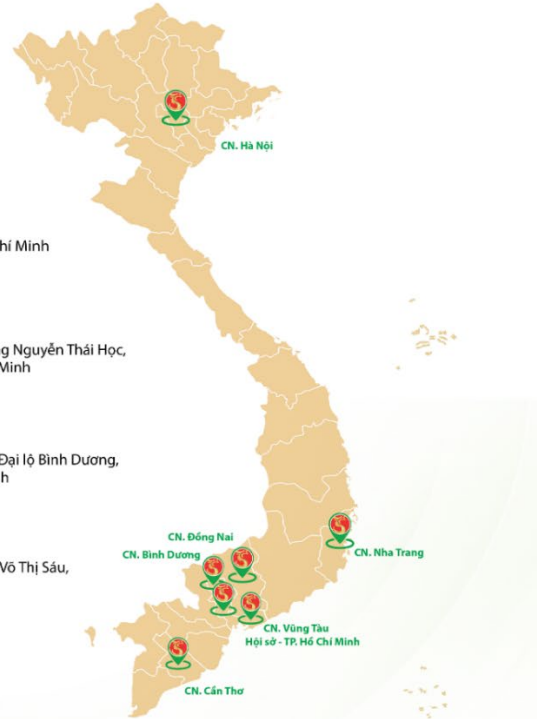 CN. Hà Nội
hí Minh
g Nguyễn Thái Học,
Minh
Đại lộ Bình Dương,
h
Võ Thị Sáu,
CN. Đồng Nai
CN. Bình Dương
CN. Nha Trang
CN. Vũng Tàu
Hội sở - TP. Hồ Chí Minh
CN. Cần Thơ